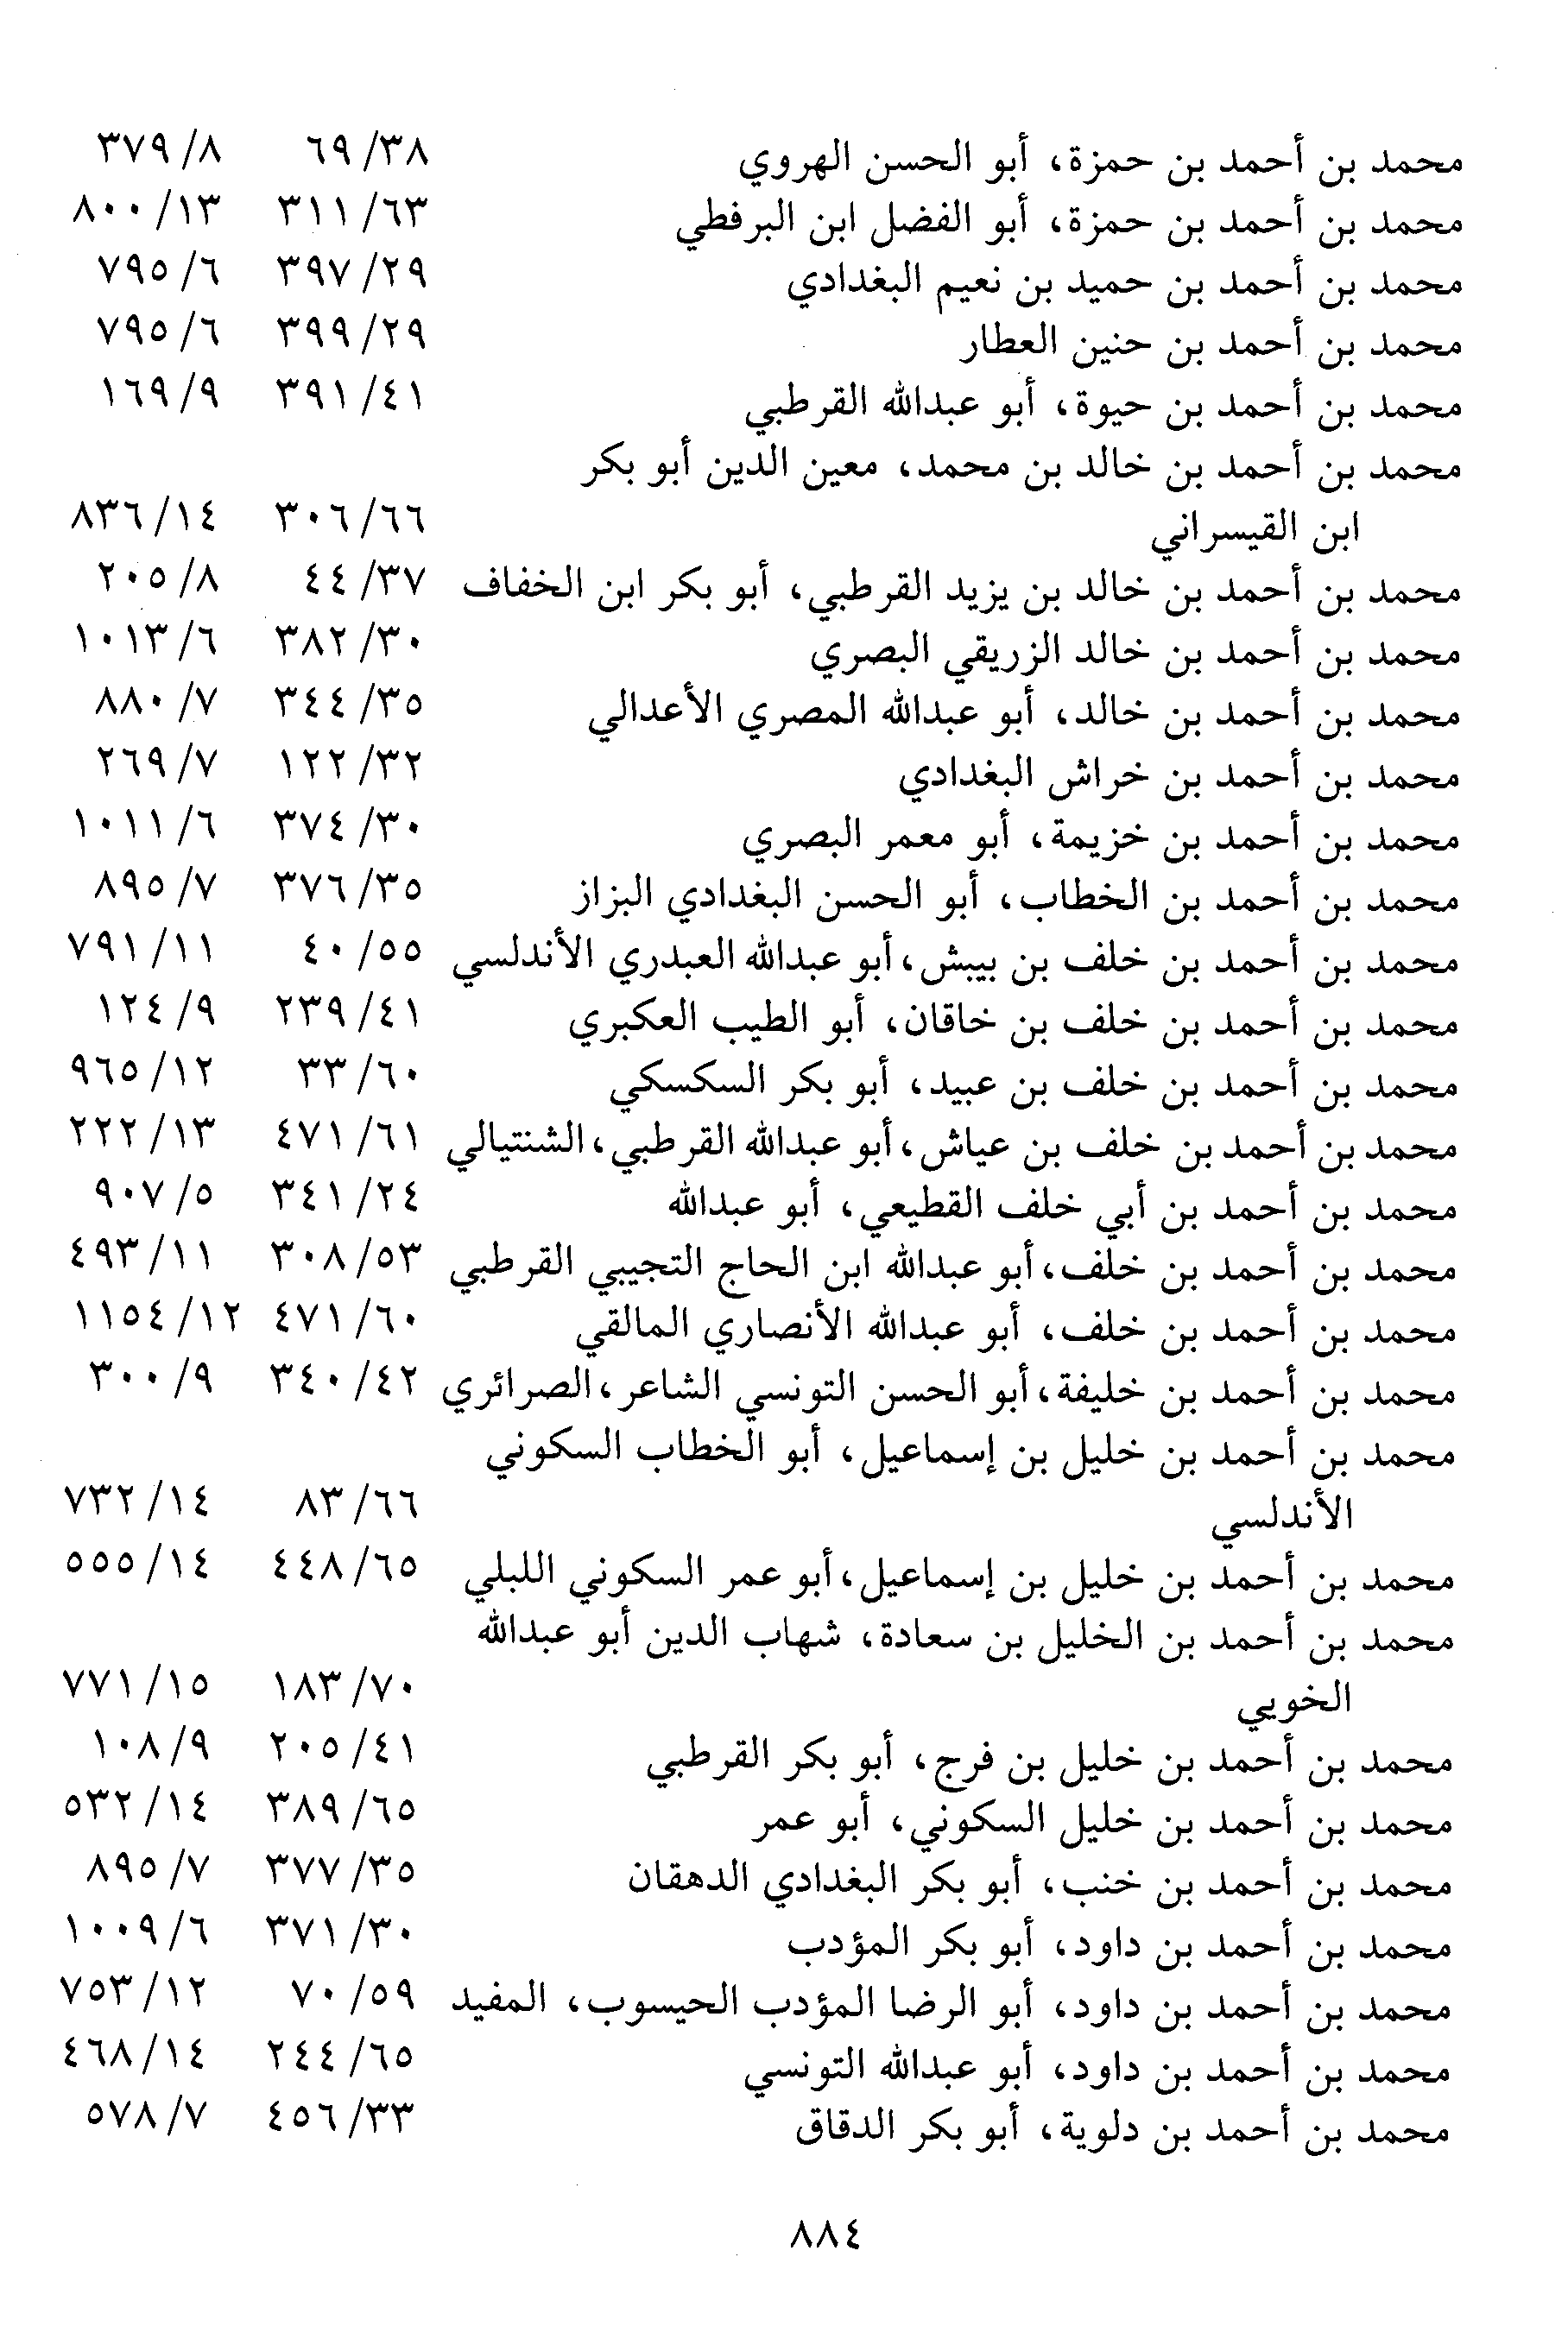 محمد بن أحمد بن حمزة، أبو الحسن الهروي ٣٨/ ٦٩ ٨/ ٣٧٩
محمد بن أحمد بن حمزة، أبو الفضل ابن البرفطي ٦٣/ ٣١١ ١٣/ ٨٠٠
محمد بن أحمد بن حميد بن نعيم البغدادي ٢٩/ ٣٩٧ ٦/ ٧٩٥
محمد بن أحمد بن حنين العطار ٢٩/ ٣٩٩ ٦/ ٧٩٥
محمد بن أحمد بن حيوة، أبو عبدالله القرطبي ٤١/ ٣٩١ ٩/ ١٦٩
محمد بن أحمد بن خالد بن محمد، معين الدين أبو بكر
ابن القيسراني ٦٦/ ٣٠٦ ١٤/ ٨٣٦
محمد بن أحمد بن خالد بن يزيد القرطبي، أبو بكر ابن الخفاف ٣٧/ ٤٤ ٨/ ٢٠٥
محمد بن أحمد بن خالد الزريقي البصري ٣٠/ ٣٨٢ ٦/ ١٠١٣
محمد بن أحمد بن خالد، أبو عبدالله المصري الأعدالي ٣٥/ ٣٤٤ ٧/ ٨٨٠
محمد بن أحمد بن خراش البغدادي ٣٢/ ١٢٢ ٧/ ٢٦٩
محمد بن أحمد بن خزيمة، أبو معمر البصري ٣٠/ ٣٧٤ ٦/ ١٠١١
محمد بن أحمد بن الخطاب، أبو الحسن البغدادي البزاز ٣٥/ ٣٧٦ ٧/ ٨٩٥
محمد بن أحمد بن خلف بن بيبش، أبو عبدالله العبدري الأندلسي ٥٥/ ٤٠ ١١/ ٧٩١
محمد بن أحمد بن خلف بن خاقان، أبو الطيب العكبري ٤١/ ٢٣٩ ٩/ ١٢٤
محمد بن أحمد بن خلف بن عبيد، أبو بكر السكسكي ٦٠/ ٣٣ ١٢/ ٩٦٥
محمد بن أحمد بن خلف بن عياش، أبو عبدالله القرطبي، الشنتيالي ٦١/ ٤٧١ ١٣/ ٢٢٢
محمد بن أحمد بن أبي خلف القطيعي، أبو عبدالله ٢٤/ ٣٤١ ٥/ ٩٠٧
محمد بن أحمد بن خلف، أبو عبدالله ابن الحاج التجيبي القرطبي ٥٣/ ٣٠٨ ١١/ ٤٩٣
محمد بن أحمد بن خلف، أبو عبدالله الأنصاري المالقي ٦٠/ ٤٧١ ١٢/ ١١٥٤
محمد بن أحمد بن خليفة، أبو الحسن التونسي الشاعر، الصرائري ٤٢/ ٣٤٠ ٩/ ٣٠٠
محمد بن أحمد بن خليل بن إسماعيل، أبو الخطاب السكوني
الأندلسي ٦٦/ ٨٣ ١٤/ ٧٣٢
محمد بن أحمد بن خليل بن إسماعيل، أبو عمر السكوني اللبلي ٦٥/ ٤٤٨ ١٤/ ٥٥٥
محمد بن أحمد بن الخليل بن سعادة، شهاب الدين أبو عبدالله
الخويي ٧٠/ ١٨٣ ١٥/ ٧٧١
محمد بن أحمد بن خليل بن فرج، أبو بكر القرطبي ٤١/ ٢٠٥ ٩/ ١٠٨
محمد بن أحمد بن خليل السكوني، أبو عمر ٦٥/ ٣٨٩ ١٤/ ٥٣٢
محمد بن أحمد بن خنب، أبو بكر البغدادي الدهقان ٣٥/ ٣٧٧ ٧/ ٨٩٥
محمد بن أحمد بن داود، أبو بكر المؤدب ٣٠/ ٣٧١ ٦/ ١٠٠٩
محمد بن أحمد بن داود، أبو الرضا المؤدب الحيسوب، المفيد ٥٩/ ٧٠ ١٢/ ٧٥٣
محمد بن أحمد بن داود، أبو عبدالله التونسي ٦٥/ ٢٤٤ ١٤/ ٤٦٨
محمد بن أحمد بن دلوية، أبو بكر الدقاق ٣٣/ ٤٥٦ ٧/ ٥٧٨
٨٨٤